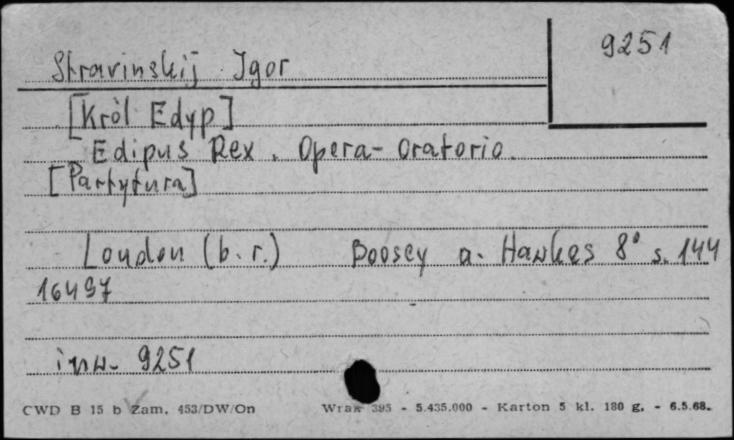 9251
Stravinskij Igor
[Król Edyp]
Edipus Rex. Opera-oratorio.
[Partytura]
London (b.r.) Boosey a. Hawkes 8° s. 144
16497
inw. 9251
CWD B 15 b Zam. 453/DW/On Wrak 395 - 5.435.000 - Karton 5 kl. 180 g. - 6.5.68.